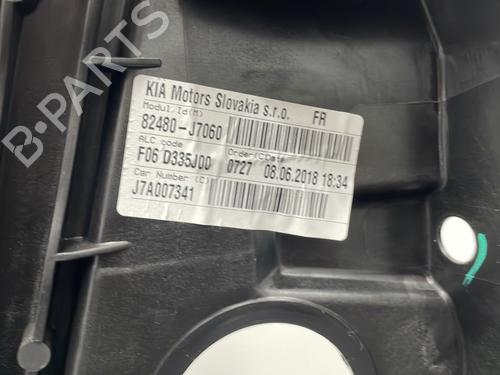 KIA Motors Slovakia s.r.o. FR
Modul/Id(M)
82480-J7060
ALC code Order(C)Date
F06 D335J00 0727 08.06.2018 18:34
Car Number (C)
J7A007341
B-PARTS